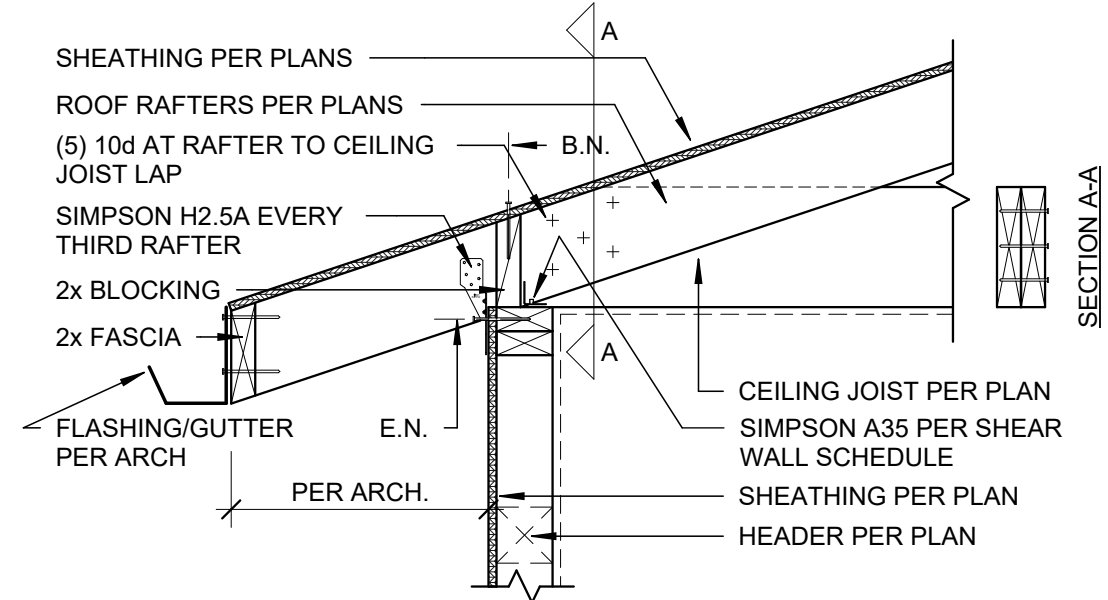 A
SHEATHING PER PLANS
ROOF RAFTERS PER PLANS
(5) 10d AT RAFTER TO CEILING
JOIST LAP
B.N.
SIMPSON H2.5A EVERY
THIRD RAFTER
2x BLOCKING
2x FASCIA
FLASHING/GUTTER
PER ARCH
E.N.
PER ARCH.
A
CEILING JOIST PER PLAN
SIMPSON A35 PER SHEAR
WALL SCHEDULE
SHEATHING PER PLAN
HEADER PER PLAN
SECTION A-A